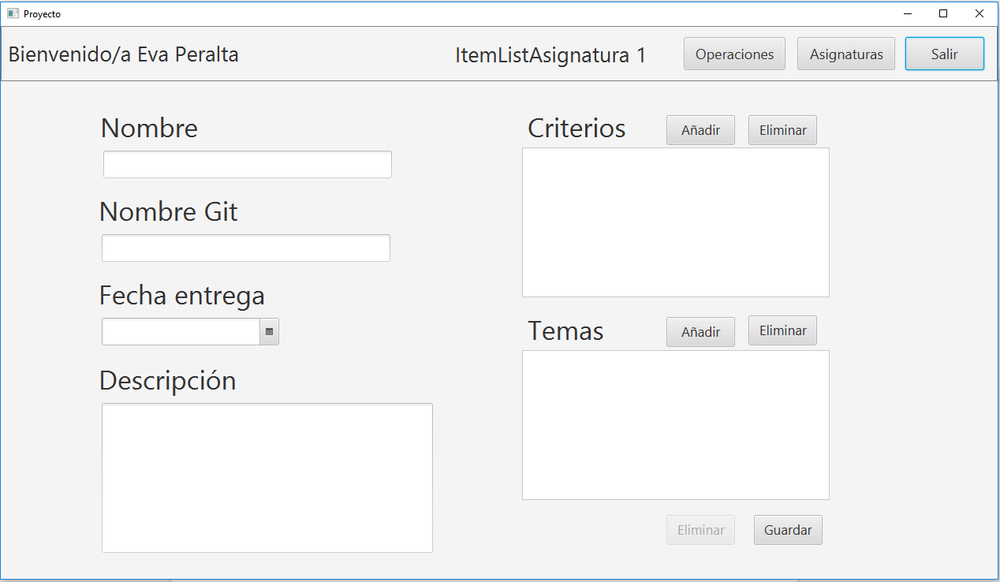 Proyecto
Bienvenido/a Eva Peralta
ItemListAsignatura 1
Operaciones
Asignaturas
Salir
Nombre
Nombre Git
Fecha entrega
Descripción
Criterios
Añadir
Eliminar
Temas
Añadir
Eliminar
Eliminar
Guardar